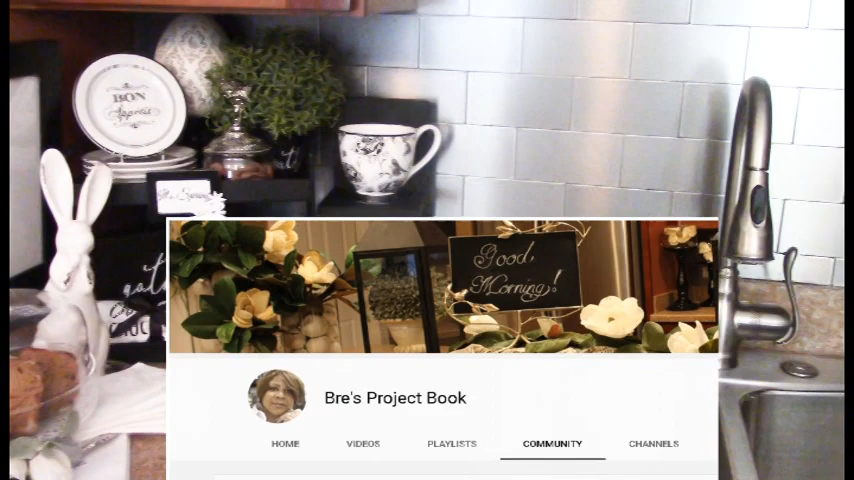 BON
Appetit
Good,
Morning!
Bre's Project Book
HOME VIDEOS PLAYLISTS COMMUNITY CHANNELS